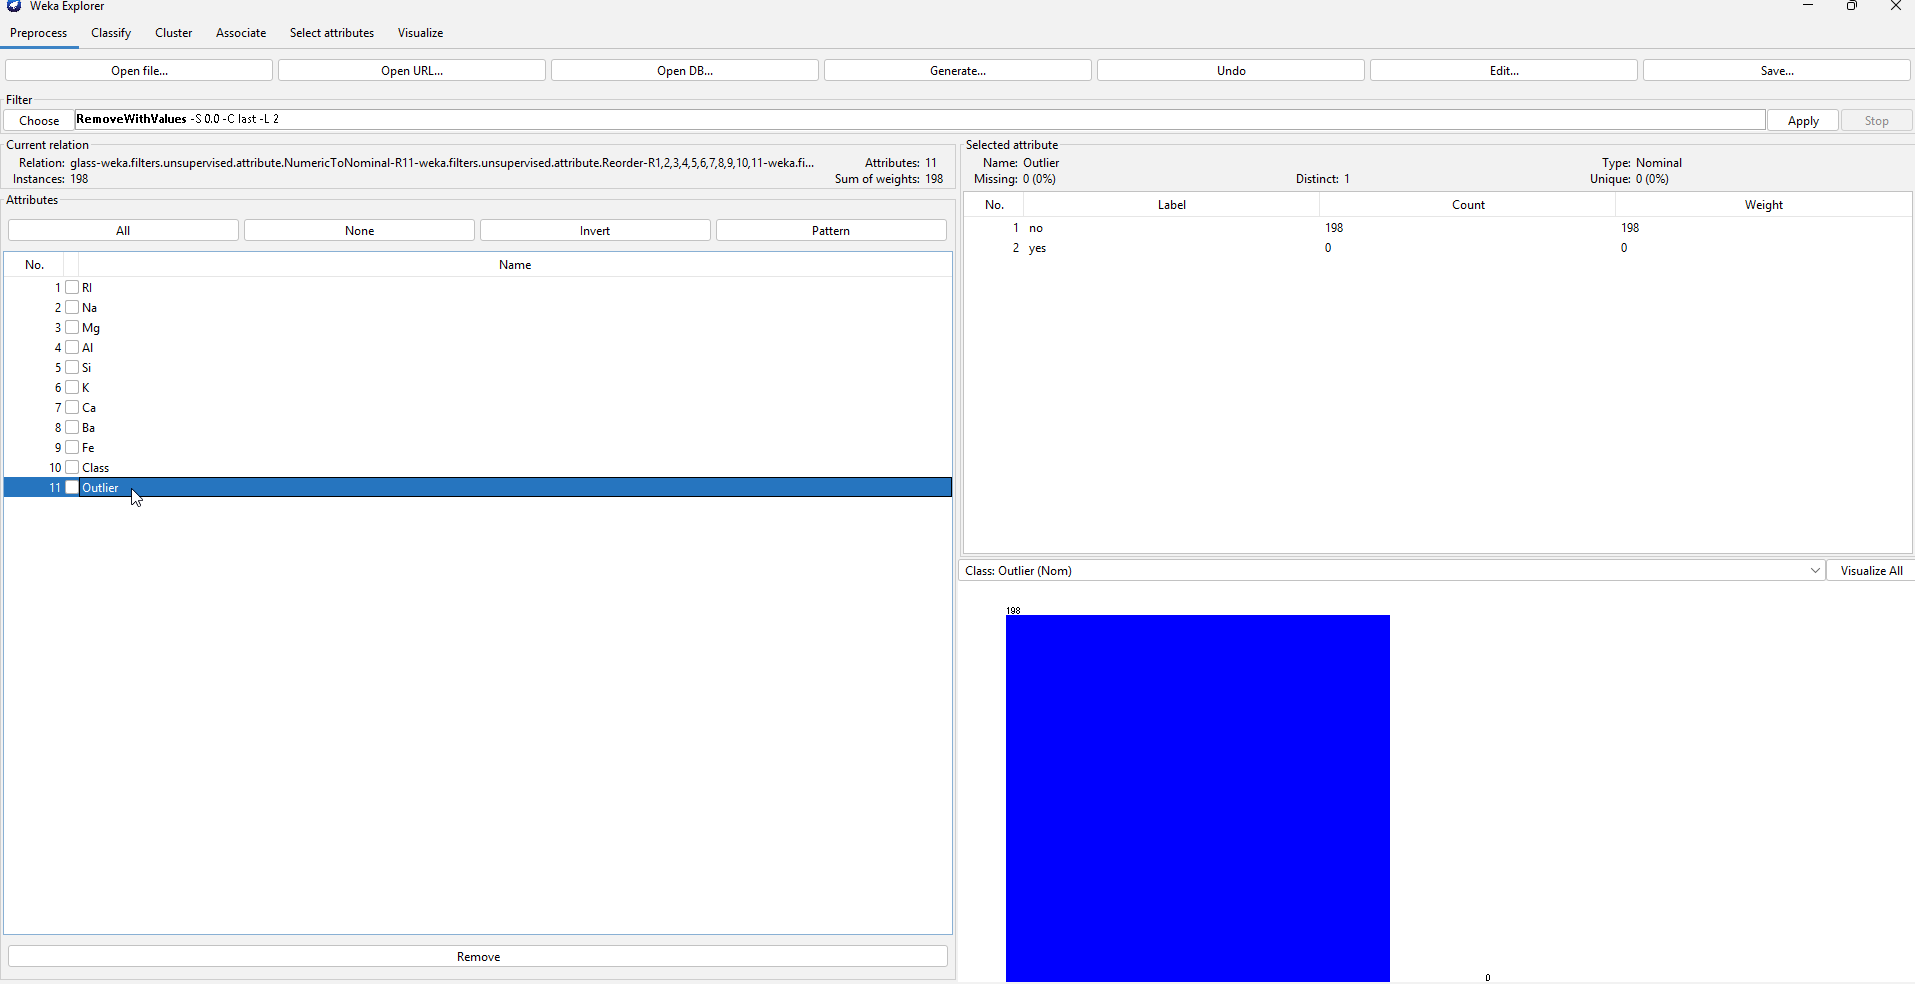 Weka Explorer
Preprocess Classify Cluster Associate Select attributes Visualize
Open file... Open URL... Open DB... Generate... Undo Edit... Save...
Filter
Choose RemoveWithValues -S 0.0 -C last -L 2 Apply Stop
Current relation
Relation: glass-weka.filters.unsupervised.attribute.NumericToNominal-R11-weka.filters.unsupervised.attribute.Reorder-R1,2,3,4,5,6,7,8,9,10,11-weka.fi... Attributes: 11
Instances: 198 Sum of weights: 198
Attributes
All None Invert Pattern
No. Name
1 RI
2 Na
3 Mg
4 Al
5 Si
6 K
7 Ca
8 Ba
9 Fe
10 Class
11 Outlier
Remove
Selected attribute
Name: Outlier Type: Nominal
Missing: 0 (0%) Distinct: 1 Unique: 0 (0%)
No. Label Count Weight
1 no 198 198
2 yes 0 0
Class: Outlier (Nom) Visualize All
198
0